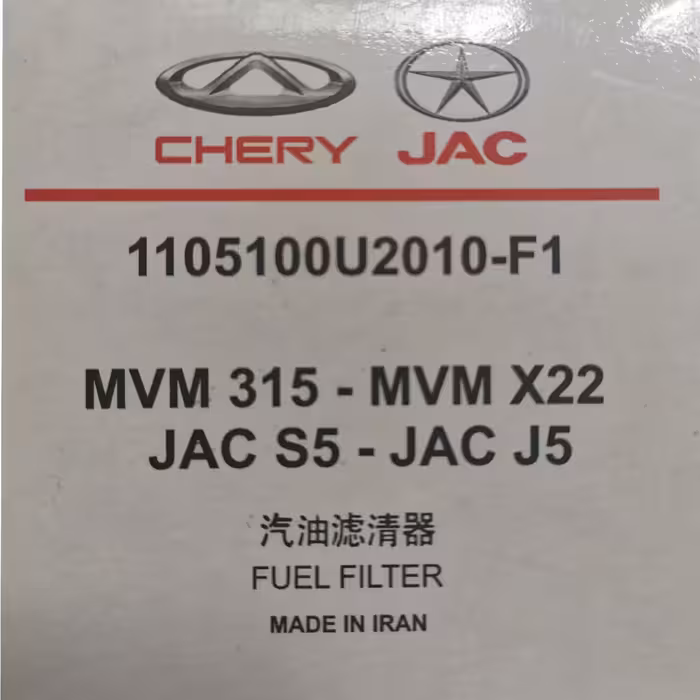 CHERY JAC
1105100U2010-F1
MVM 315 - MVM X22
JAC S5 - JAC J5
汽油滤清器
FUEL FILTER
MADE IN IRAN